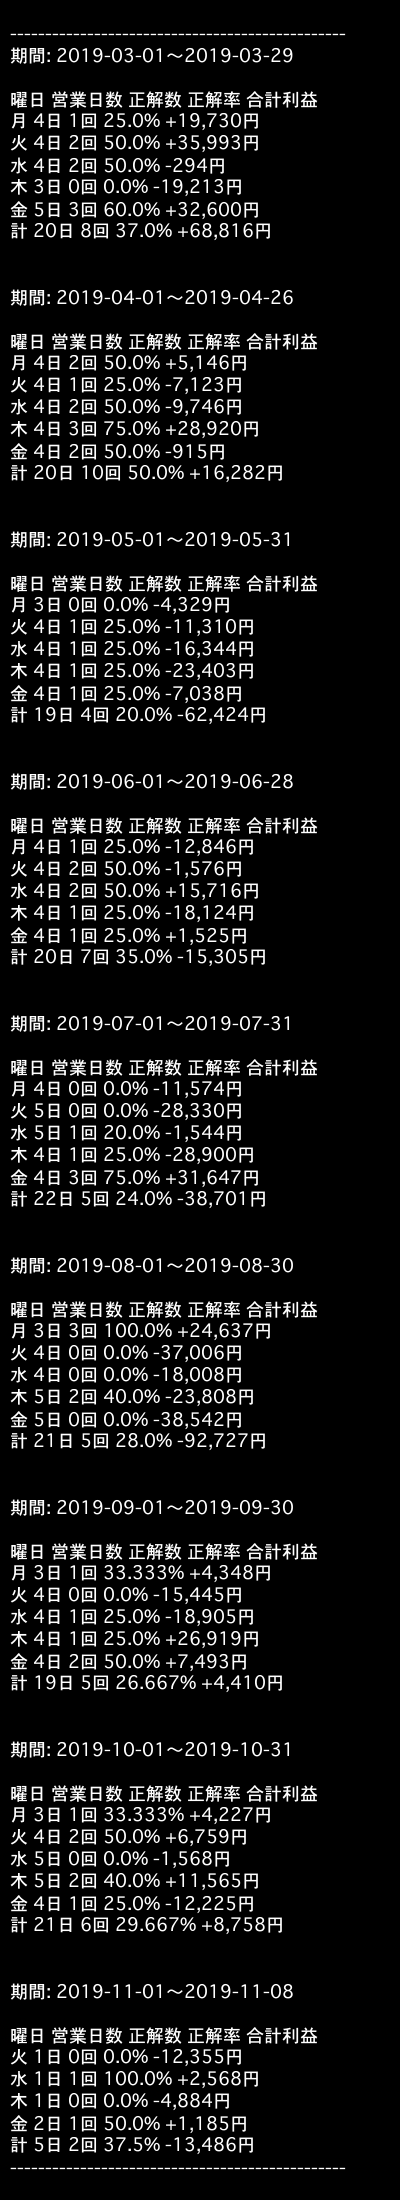 ------------------------------------------------
期間: 2019-03-01〜2019-03-29
曜日 営業日数 正解数 正解率 合計利益
月 4日 1回 25.0% +19,730円
火 4日 2回 50.0% +35,993円
水 4日 2回 50.0% -294円
木 3日 0回 0.0% -19,213円
金 5日 3回 60.0% +32,600円
計 20日 8回 37.0% +68,816円
期間: 2019-04-01〜2019-04-26
曜日 営業日数 正解数 正解率 合計利益
月 4日 2回 50.0% +5,146円
火 4日 1回 25.0% -7,123円
水 4日 2回 50.0% -9,746円
木 4日 3回 75.0% +28,920円
金 4日 2回 50.0% -915円
計 20日 10回 50.0% +16,282円
期間: 2019-05-01〜2019-05-31
曜日 営業日数 正解数 正解率 合計利益
月 3日 0回 0.0% -4,329円
火 4日 1回 25.0% -11,310円
水 4日 1回 25.0% -16,344円
木 4日 1回 25.0% -23,403円
金 4日 1回 25.0% -7,038円
計 19日 4回 20.0% -62,424円
期間: 2019-06-01〜2019-06-28
曜日 営業日数 正解数 正解率 合計利益
月 4日 1回 25.0% -12,846円
火 4日 2回 50.0% -1,576円
水 4日 2回 50.0% +15,716円
木 4日 1回 25.0% -18,124円
金 4日 1回 25.0% +1,525円
計 20日 7回 35.0% -15,305円
期間: 2019-07-01〜2019-07-31
曜日 営業日数 正解数 正解率 合計利益
月 4日 0回 0.0% -11,574円
火 5日 0回 0.0% -28,330円
水 5日 1回 20.0% -1,544円
木 4日 1回 25.0% -28,900円
金 4日 3回 75.0% +31,647円
計 22日 5回 24.0% -38,701円
期間: 2019-08-01〜2019-08-30
曜日 営業日数 正解数 正解率 合計利益
月 3日 3回 100.0% +24,637円
火 4日 0回 0.0% -37,006円
水 4日 0回 0.0% -18,008円
木 5日 2回 40.0% -23,808円
金 5日 0回 0.0% -38,542円
計 21日 5回 28.0% -92,727円
期間: 2019-09-01〜2019-09-30
曜日 営業日数 正解数 正解率 合計利益
月 3日 1回 33.333% +4,348円
火 4日 0回 0.0% -15,445円
水 4日 1回 25.0% -18,905円
木 4日 1回 25.0% +26,919円
金 4日 2回 50.0% +7,493円
計 19日 5回 26.667% +4,410円
期間: 2019-10-01〜2019-10-31
曜日 営業日数 正解数 正解率 合計利益
月 3日 1回 33.333% +4,227円
火 4日 2回 50.0% +6,759円
水 5日 0回 0.0% -1,568円
木 5日 2回 40.0% +11,565円
金 4日 1回 25.0% -12,225円
計 21日 6回 29.667% +8,758円
期間: 2019-11-01〜2019-11-08
曜日 営業日数 正解数 正解率 合計利益
火 1日 0回 0.0% -12,355円
水 1日 1回 100.0% +2,568円
木 1日 0回 0.0% -4,884円
金 2日 1回 50.0% +1,185円
計 5日 2回 37.5% -13,486円
------------------------------------------------